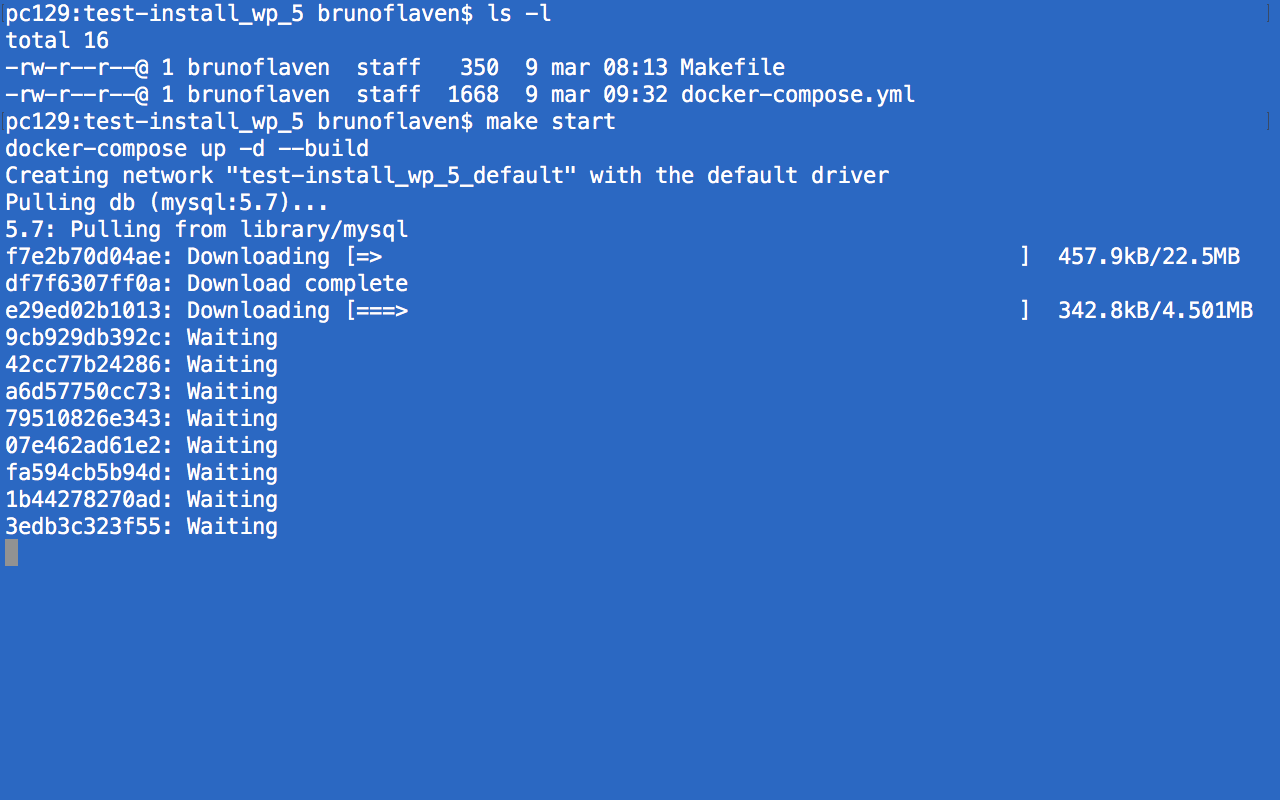 pc129:test-install_wp_5 brunoflaven$ ls -l
total 16
-rw-r--r--@ 1 brunoflaven  staff   350  9 mar 08:13 Makefile
-rw-r--r--@ 1 brunoflaven  staff  1668  9 mar 09:32 docker-compose.yml
pc129:test-install_wp_5 brunoflaven$ make start
docker-compose up -d --build
Creating network "test-install_wp_5_default" with the default driver
Pulling db (mysql:5.7)...
5.7: Pulling from library/mysql
f7e2b70d04ae: Downloading [=>                                                 ]  457.9kB/22.5MB
df7f6307ff0a: Download complete
e29ed02b1013: Downloading [===>                                               ]  342.8kB/4.501MB
9cb929db392c: Waiting
42cc77b24286: Waiting
a6d57750cc73: Waiting
79510826e343: Waiting
07e462ad61e2: Waiting
fa594cb5b94d: Waiting
1b44278270ad: Waiting
3edb3c323f55: Waiting